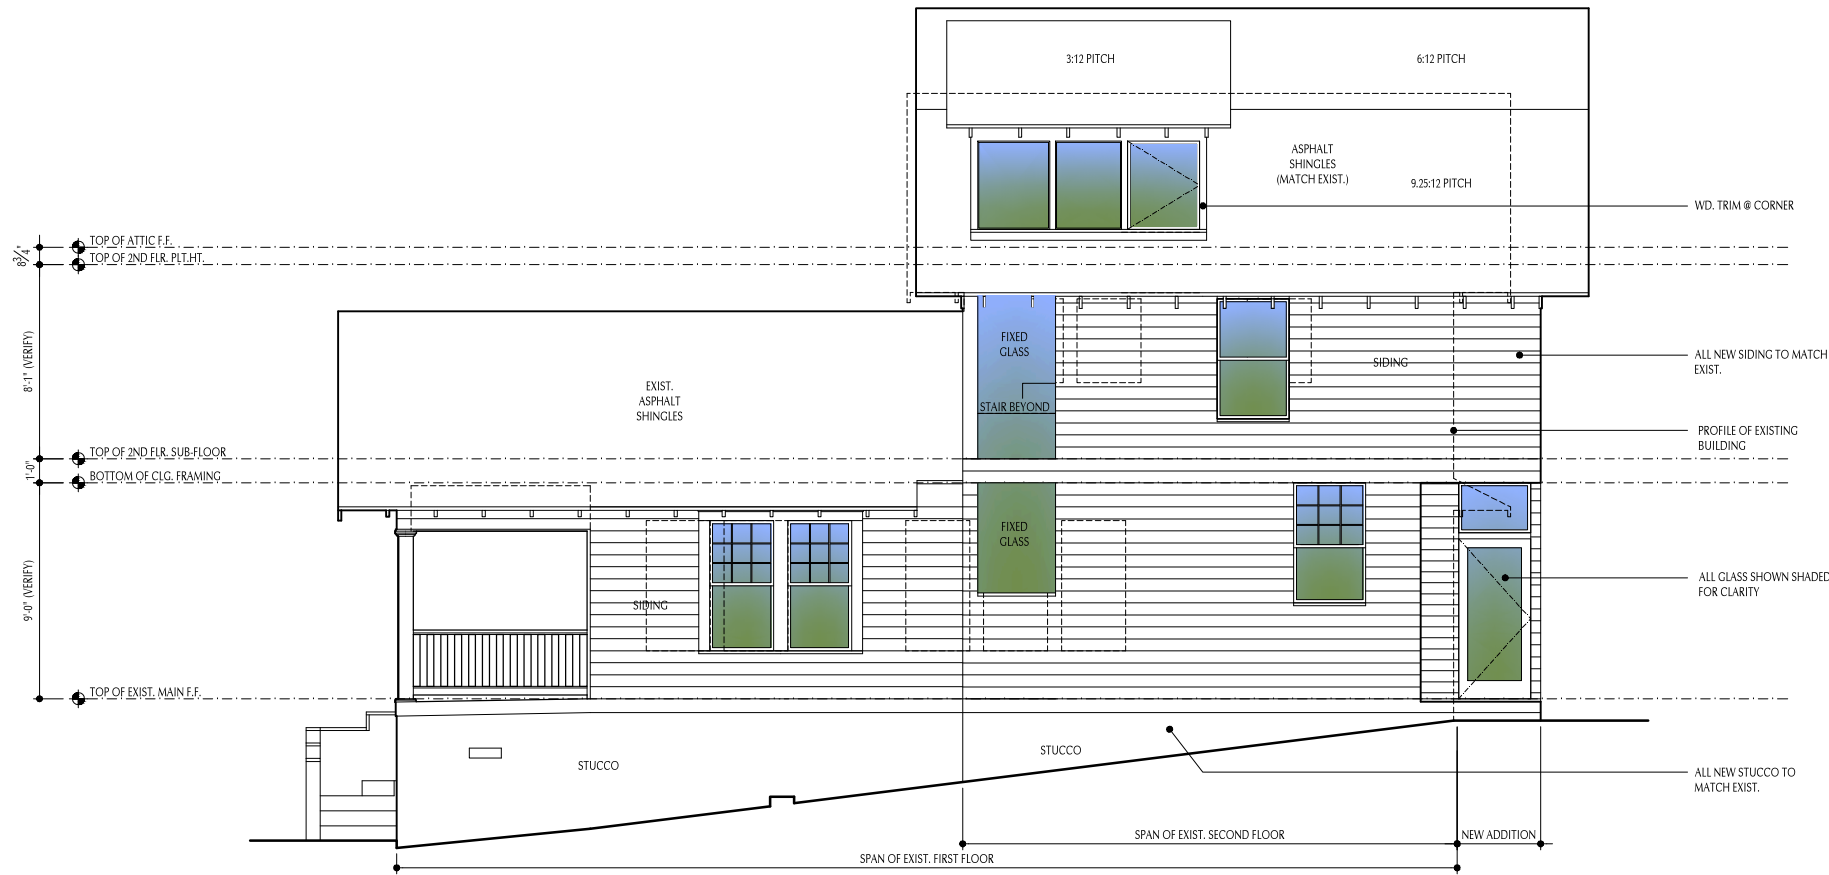 3:12 PITCH
6:12 PITCH
ASPHALT
SHINGLES
(MATCH EXIST.)
9.25:12 PITCH
WD. TRIM @ CORNER
TOP OF ATTIC F.F.
8 3/4"
TOP OF 2ND FLR. PLT.HT.
FIXED
GLASS
8'-1" (VERIFY)
SIDING
ALL NEW SIDING TO MATCH
EXIST.
EXIST.
ASPHALT
SHINGLES
STAIR BEYOND
PROFILE OF EXISTING
BUILDING
TOP OF 2ND FLR. SUB-FLOOR
1'-0"
BOTTOM OF CLG. FRAMING
FIXED
GLASS
9'-0" (VERIFY)
SIDING
ALL GLASS SHOWN SHADED
FOR CLARITY
TOP OF EXIST. MAIN F.F.
STUCCO
STUCCO
ALL NEW STUCCO TO
MATCH EXIST.
SPAN OF EXIST. SECOND FLOOR
NEW ADDITION
SPAN OF EXIST. FIRST FLOOR